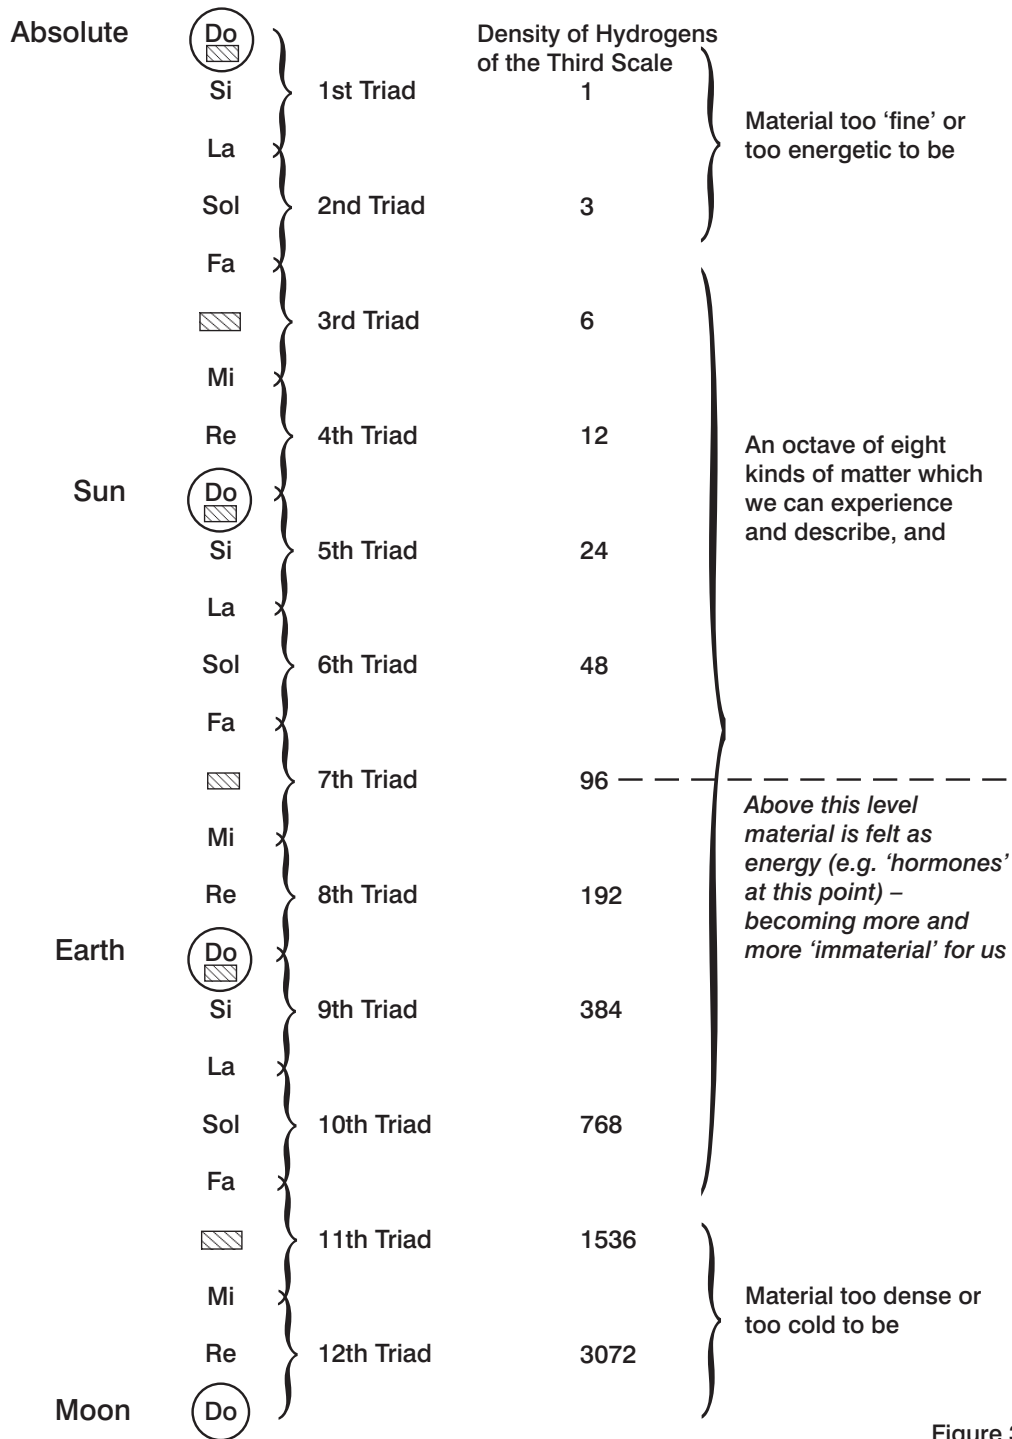 Absolute Do Density of Hydrogens
of the Third Scale
Si 1st Triad 1
Material too ‘fine’ or
too energetic to be
La
Sol 2nd Triad 3
Fa
3rd Triad 6
Mi
Re 4th Triad 12
An octave of eight
kinds of matter which
we can experience
and describe, and
Sun Do
Si 5th Triad 24
La
Sol 6th Triad 48
Fa
7th Triad 96
Above this level
material is felt as
energy (e.g. ‘hormones’
at this point) –
becoming more and
more ‘immaterial’ for us
Mi
Re 8th Triad 192
Earth Do
Si 9th Triad 384
La
Sol 10th Triad 768
Fa
11th Triad 1536
Mi
Material too dense or
too cold to be
Re 12th Triad 3072
Moon Do
Figure